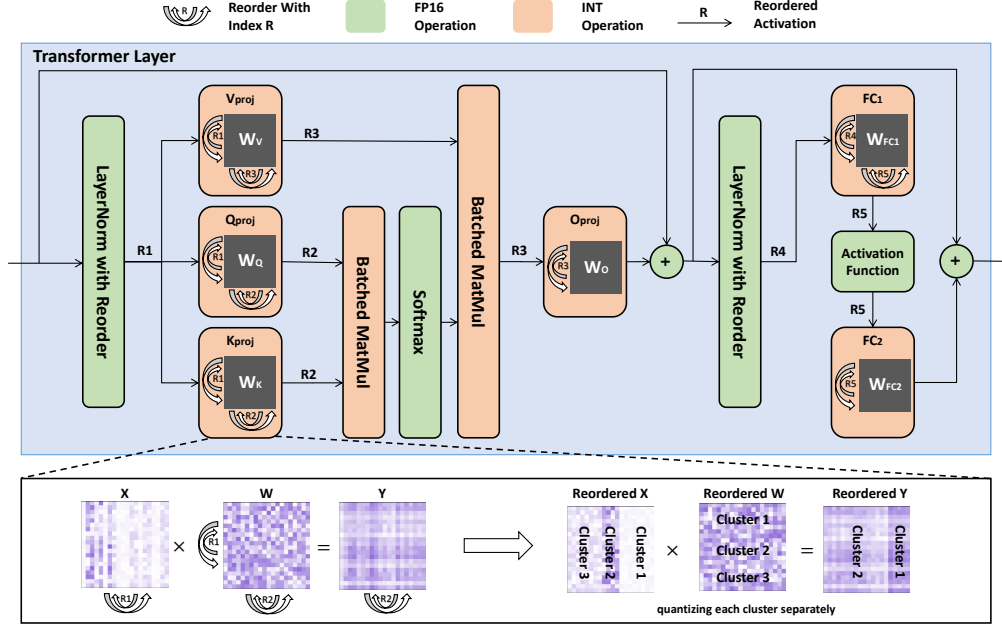 R
Reorder With
Index R
FP16
Operation
INT
Operation
R
Reordered
Activation
Transformer Layer
LayerNorm with Reorder
R1
Vproj
R1
WV
R3
R3
Qproj
R1
WQ
R2
R2
Kproj
R1
WK
R2
R2
Batched MatMul
Softmax
Batched MatMul
R3
Oproj
R3
WO
+
LayerNorm with Reorder
R4
FC1
R4
WFC1
R5
R5
Activation
Function
R5
FC2
R5
WFC2
+
X
R1
×
R1
W
R2
=
Y
R2
Reordered X
Cluster 3
Cluster 2
Cluster 1
×
Reordered W
Cluster 1
Cluster 2
Cluster 3
=
Reordered Y
Cluster 2
Cluster 1
quantizing each cluster separately